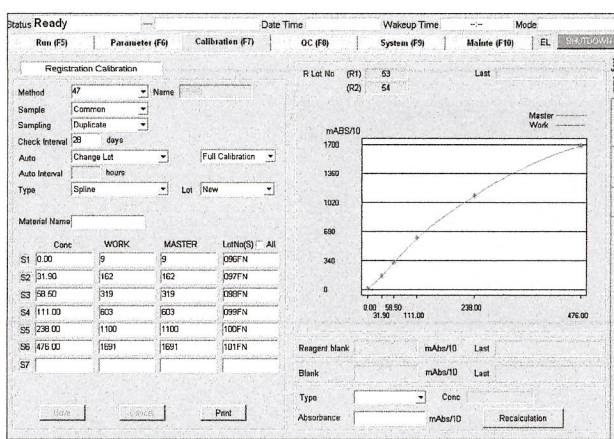 Status Ready --- Date Time Wakeup Time --:-- Mode
Run (F5) Parameter (F6) Calibration (F7) QC (F8) System (F9) Mainte (F10) EL SHUTDOWN
Registration Calibration
Method 47 Name
Sample Common
Sampling Duplicate
Check Interval 28 days
Auto Change Lot Full Calibration
Auto Interval hours
Type Spline Lot New
Material Name
Conc WORK MASTER LotNo(S) All
S1 0.00 9 9 096FN
S2 31.90 162 162 097FN
S3 58.50 319 319 098FN
S4 111.00 603 603 099FN
S5 238.00 1100 1100 100FN
S6 476.00 1691 1691 101FN
S7
Save Cancel Print
R Lot No (R1) 53 Last
(R2) 54
Master
Work
mABS/10
1700
1360
1020
680
340
0
0.00 58.50 238.00 476.00
31.90 111.00
Reagent blank mAbs/10 Last
Blank mAbs/10 Last
Type Conc
Absorbance mAbs/10 Recalculation